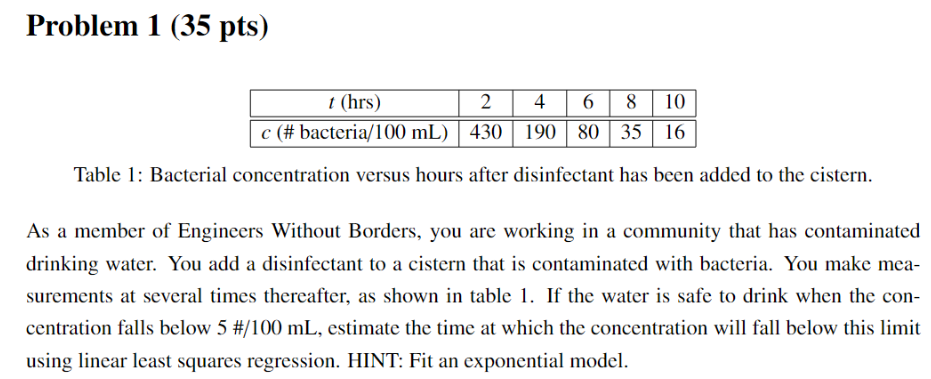 Problem 1 (35 pts)
t (hrs) 2 4 6 8 10
c (# bacteria/100 mL) 430 190 80 35 16
Table 1: Bacterial concentration versus hours after disinfectant has been added to the cistern.
As a member of Engineers Without Borders, you are working in a community that has contaminated
drinking water. You add a disinfectant to a cistern that is contaminated with bacteria. You make mea-
surements at several times thereafter, as shown in table 1. If the water is safe to drink when the con-
centration falls below 5 #/100 mL, estimate the time at which the concentration will fall below this limit
using linear least squares regression. HINT: Fit an exponential model.